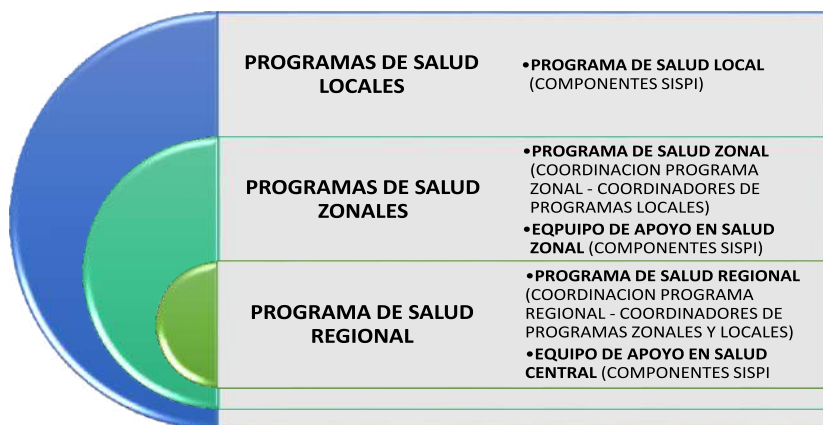 PROGRAMAS DE SALUD
LOCALES
•PROGRAMA DE SALUD LOCAL
(COMPONENTES SISPI)
PROGRAMAS DE SALUD
ZONALES
•PROGRAMA DE SALUD ZONAL
(COORDINACION PROGRAMA
ZONAL - COORDINADORES DE
PROGRAMAS LOCALES)
•EQPUIPO DE APOYO EN SALUD
ZONAL (COMPONENTES SISPI)
PROGRAMA DE SALUD
REGIONAL
•PROGRAMA DE SALUD REGIONAL
(COORDINACION PROGRAMA
REGIONAL - COORDINADORES DE
PROGRAMAS ZONALES Y LOCALES)
•EQUIPO DE APOYO EN SALUD
CENTRAL (COMPONENTES SISPI